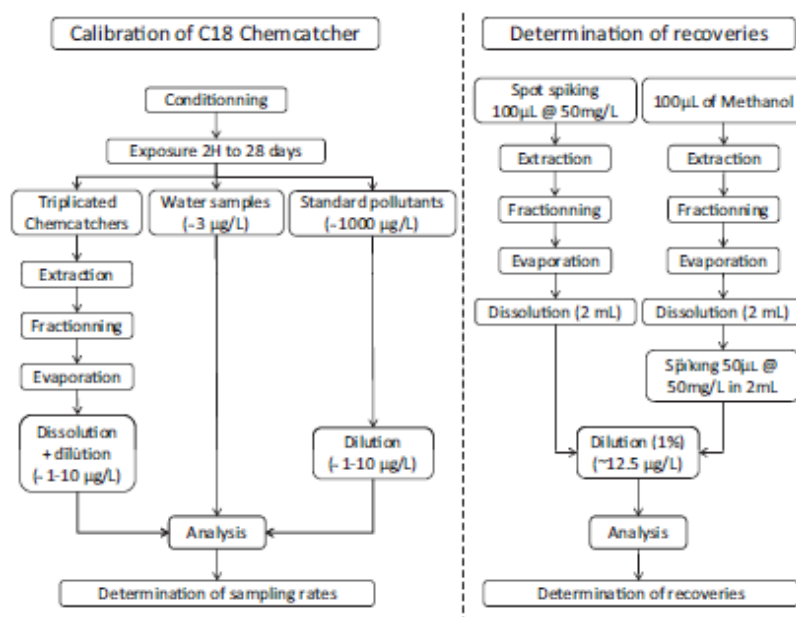 Calibration of C18 Chemcatcher
Conditionning
Exposure 2H to 28 days
Triplicated
Chemcatchers
Water samples
(~3 µg/L)
Standard pollutants
(~1000 µg/L)
Extraction
Fractionning
Evaporation
Dissolution
+ dilution
(~1-10 µg/L)
Dilution
(~1-10 µg/L)
Analysis
Determination of sampling rates
Determination of recoveries
Spot spiking
100µL @ 50mg/L
100µL of Methanol
Extraction
Extraction
Fractionning
Fractionning
Evaporation
Evaporation
Dissolution (2 mL)
Dissolution (2 mL)
Spiking 50µL @
50mg/L in 2mL
Dilution (1%)
(~12.5 µg/L)
Analysis
Determination of recoveries